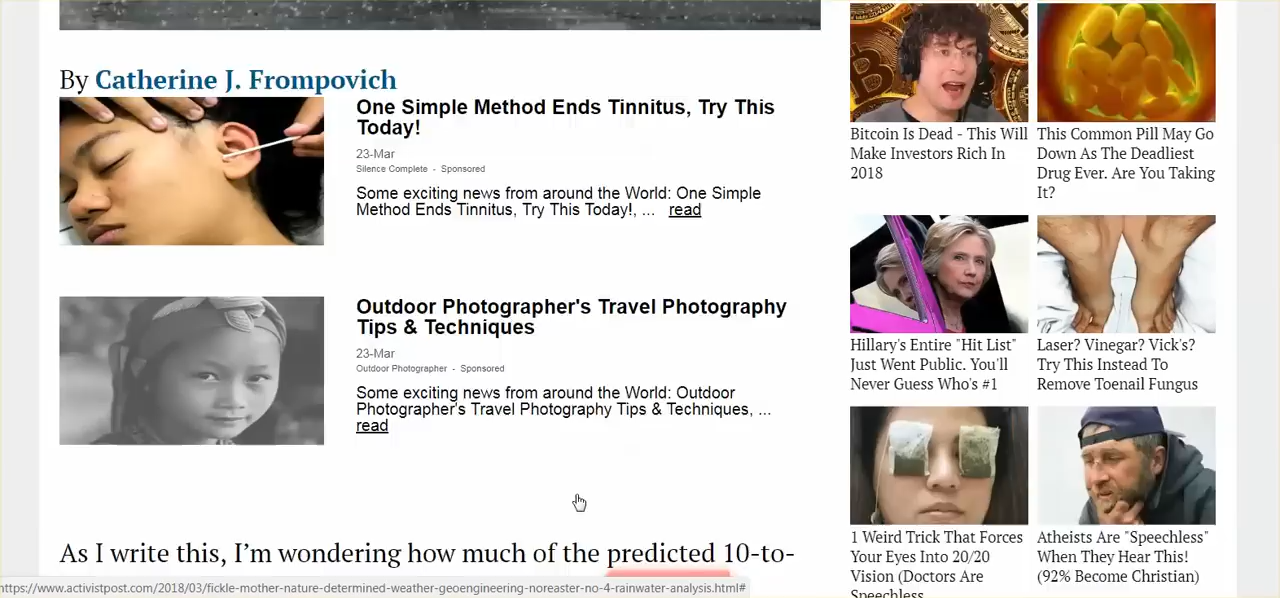 By Catherine J. Frompovich
One Simple Method Ends Tinnitus, Try This
Today!
23-Mar
Silence Complete - Sponsored
Some exciting news from around the World: One Simple
Method Ends Tinnitus, Try This Today!, ... read
Outdoor Photographer's Travel Photography
Tips & Techniques
23-Mar
Outdoor Photographer - Sponsored
Some exciting news from around the World: Outdoor
Photographer's Travel Photography Tips & Techniques, ...
read
As I write this, I'm wondering how much of the predicted 10-to-
https://www.activistpost.com/2018/03/fickle-mother-nature-determined-weather-geoengineering-noreaster-no-4-rainwater-analysis.html#
Bitcoin Is Dead - This Will
Make Investors Rich In
2018
This Common Pill May Go
Down As The Deadliest
Drug Ever. Are You Taking
It?
Hillary's Entire "Hit List"
Just Went Public. You'll
Never Guess Who's #1
Laser? Vinegar? Vick's?
Try This Instead To
Remove Toenail Fungus
1 Weird Trick That Forces
Your Eyes Into 20/20
Vision (Doctors Are
Speechless
Atheists Are "Speechless"
When They Hear This!
(92% Become Christian)